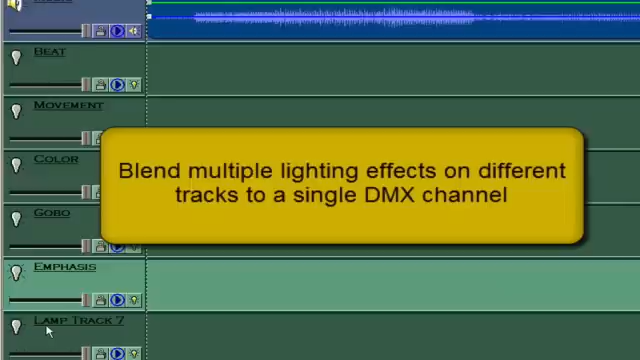 BEAT
MOVEMENT
COLOR
Blend multiple lighting effects on different
tracks to a single DMX channel
GOBO
EMPHASIS
LAMP TRACK 7